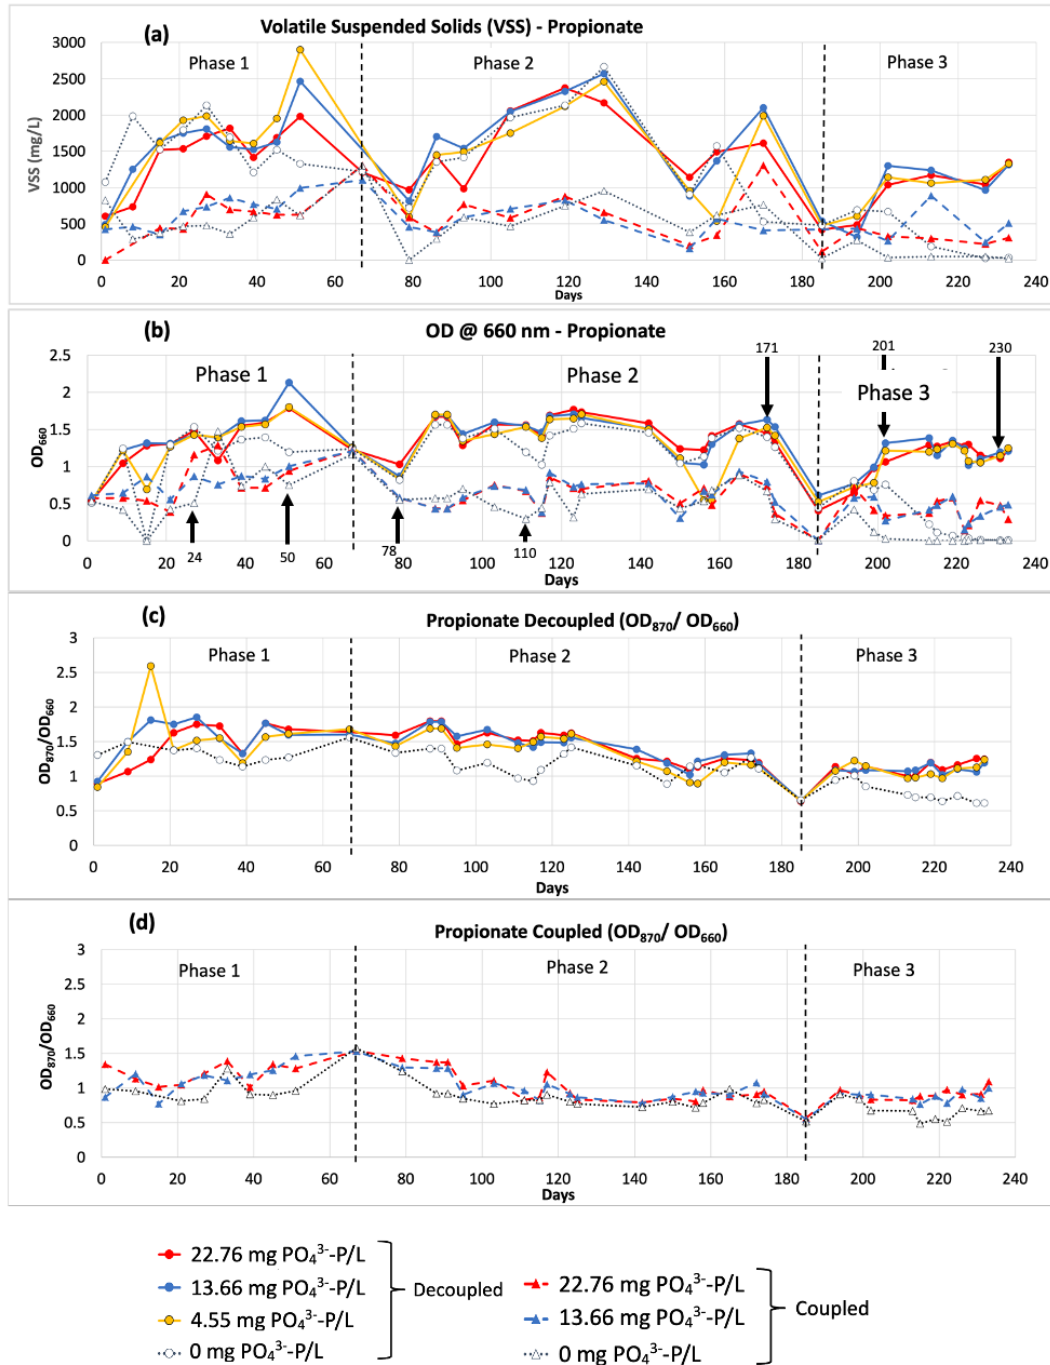 (a)
Volatile Suspended Solids (VSS) - Propionate
Phase 1
Phase 2
Phase 3
VSS (mg/L)
3000
2500
2000
1500
1000
500
0
0 20 40 60 80 100 120 140 160 180 200 220 240
Days
(b)
OD @ 660 nm - Propionate
Phase 1
Phase 2
Phase 3
171
201
230
OD₆₆₀
2.5
2
1.5
1
0.5
0
24
50
78
110
0 20 40 60 80 100 120 140 160 180 200 220 240
Days
(c)
Propionate Decoupled (OD₈₇₀/ OD₆₆₀)
Phase 1
Phase 2
Phase 3
OD₈₇₀/OD₆₆₀
3
2.5
2
1.5
1
0.5
0
0 20 40 60 80 100 120 140 160 180 200 220 240
Days
(d)
Propionate Coupled (OD₈₇₀/ OD₆₆₀)
Phase 1
Phase 2
Phase 3
OD₈₇₀/OD₆₆₀
3
2.5
2
1.5
1
0.5
0
0 20 40 60 80 100 120 140 160 180 200 220 240
Days
22.76 mg PO₄³⁻-P/L
13.66 mg PO₄³⁻-P/L
4.55 mg PO₄³⁻-P/L
0 mg PO₄³⁻-P/L
Decoupled
22.76 mg PO₄³⁻-P/L
13.66 mg PO₄³⁻-P/L
0 mg PO₄³⁻-P/L
Coupled